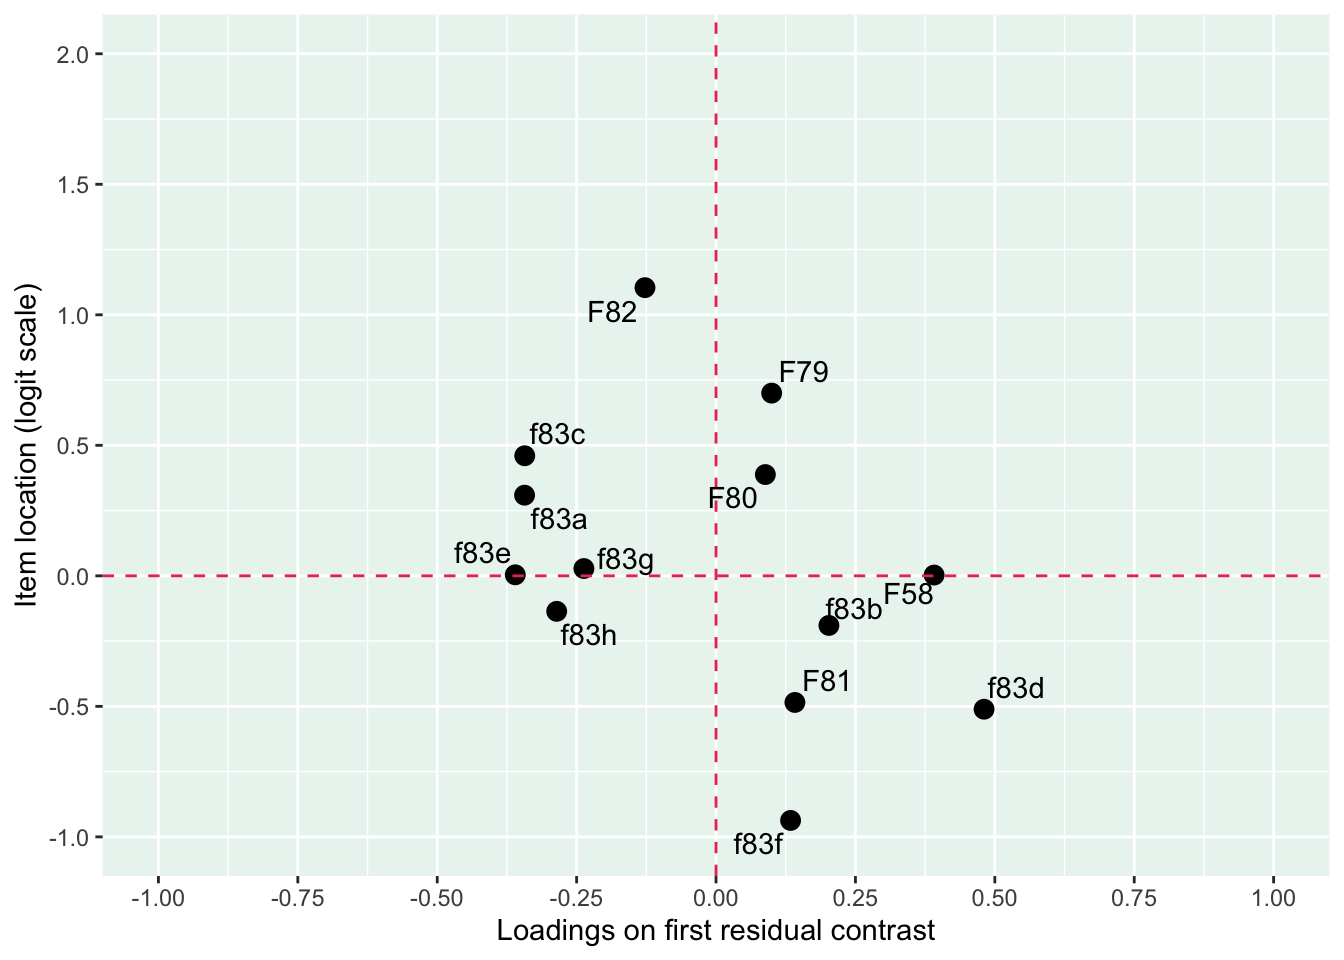 2.0
1.5
1.0
0.5
0.0
-0.5
-1.0
Item location (logit scale)
F82
F79
f83c
F80
f83a
f83e
f83g
F58
f83b
f83h
F81
f83d
f83f
-1.00 -0.75 -0.50 -0.25 0.00 0.25 0.50 0.75 1.00
Loadings on first residual contrast